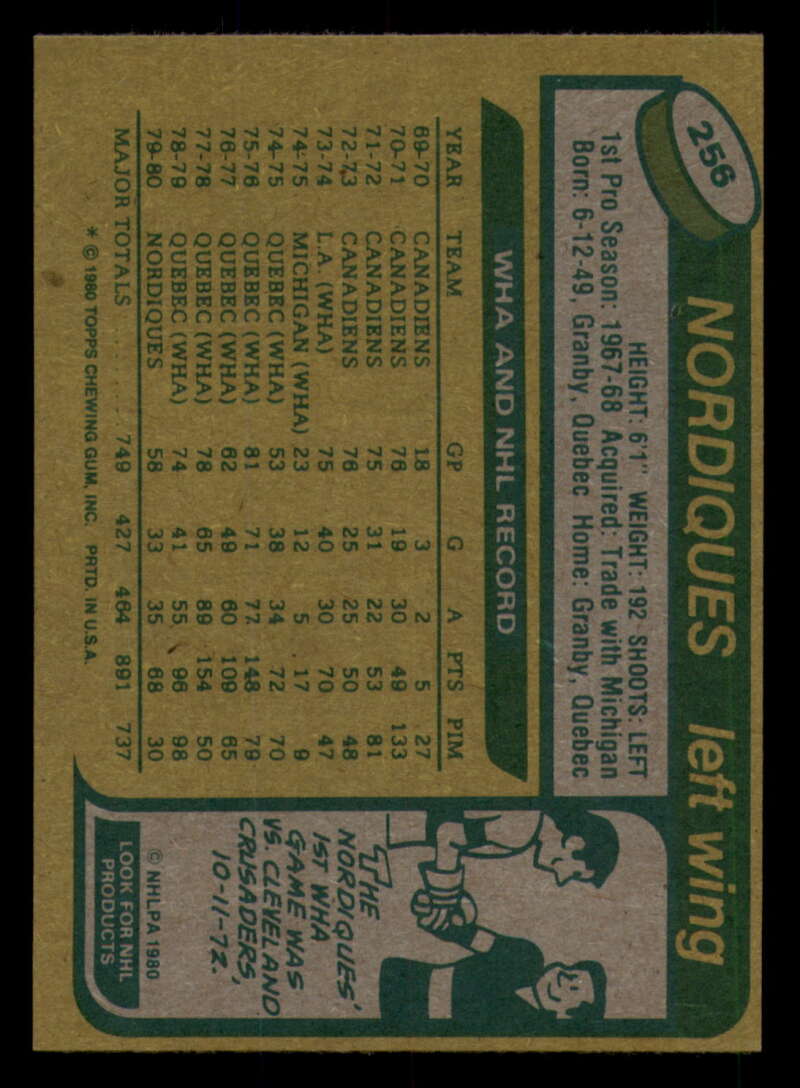 256
NORDIQUES left wing
HEIGHT: 6'1" WEIGHT: 192 SHOOTS: LEFT
1st Pro Season: 1967-68 Acquired: Trade with Michigan
Born: 6-12-49, Granby, Quebec Home: Granby, Quebec
WHA AND NHL RECORD
YEAR TEAM GP G A PTS PIM
69-70 CANADIENS 18 3 2 5 27
70-71 CANADIENS 76 19 30 49 133
71-72 CANADIENS 75 31 22 53 81
72-73 CANADIENS 76 25 25 50 48
73-74 L.A. (WHA) 75 40 30 70 47
74-75 MICHIGAN (WHA) 23 12 5 17 9
74-75 QUEBEC (WHA) 53 38 34 72 70
75-76 QUEBEC (WHA) 81 71 77 148 79
76-77 QUEBEC (WHA) 62 49 60 109 65
77-78 QUEBEC (WHA) 78 65 89 154 50
78-79 QUEBEC (WHA) 74 41 55 96 98
79-80 NORDIQUES 58 33 35 68 30
MAJOR TOTALS ........ 749 427 464 891 737
* © 1980 TOPPS CHEWING GUM, INC. PRTD. IN U.S.A.
THE
NORDIQUES'
1ST WHA
GAME WAS
VS. CLEVELAND
CRUSADERS,
10-11-72.
© NHLPA 1980
LOOK FOR NHL
PRODUCTS